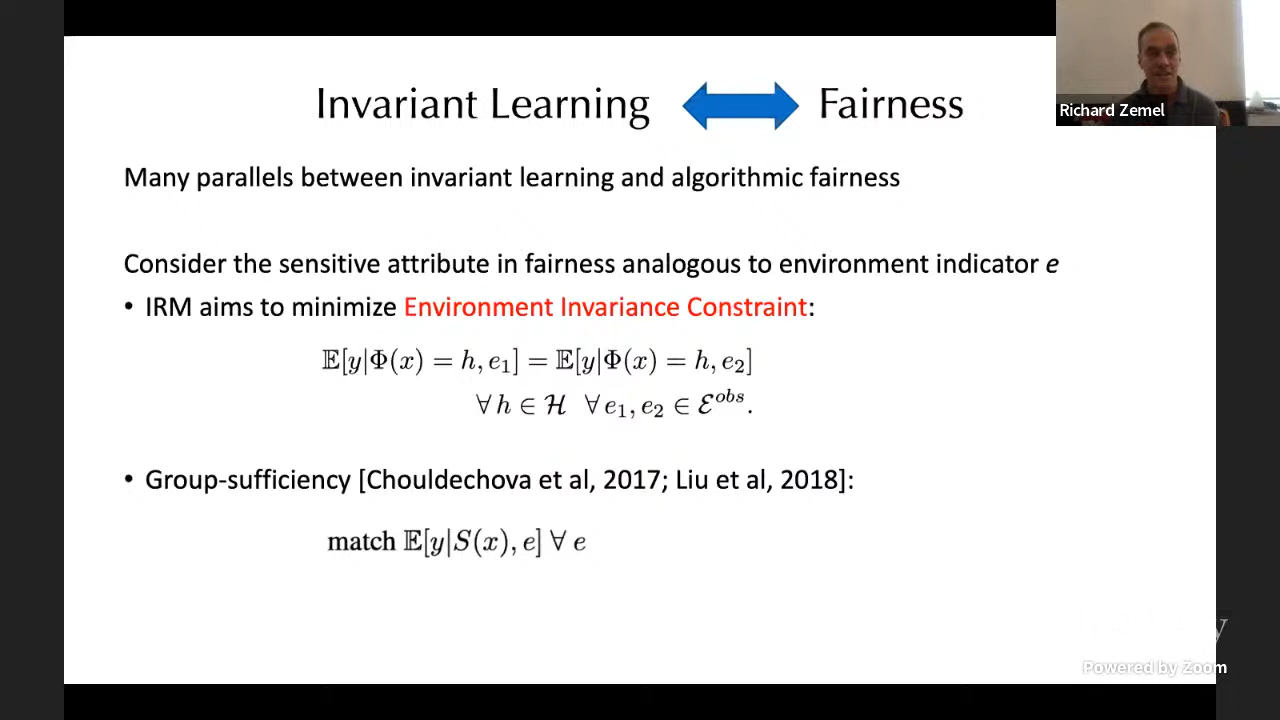 Invariant Learning Fairness
Richard Zemel
Many parallels between invariant learning and algorithmic fairness
Consider the sensitive attribute in fairness analogous to environment indicator e
• IRM aims to minimize Environment Invariance Constraint:
𝔼[y|Φ(x) = h, e₁] = 𝔼[y|Φ(x) = h, e₂]
∀ h ∈ ℋ ∀ e₁, e₂ ∈ ℰᵒᵇˢ.
• Group-sufficiency [Chouldechova et al, 2017; Liu et al, 2018]:
match 𝔼[y|S(x), e] ∀ e
Powered by Zoom